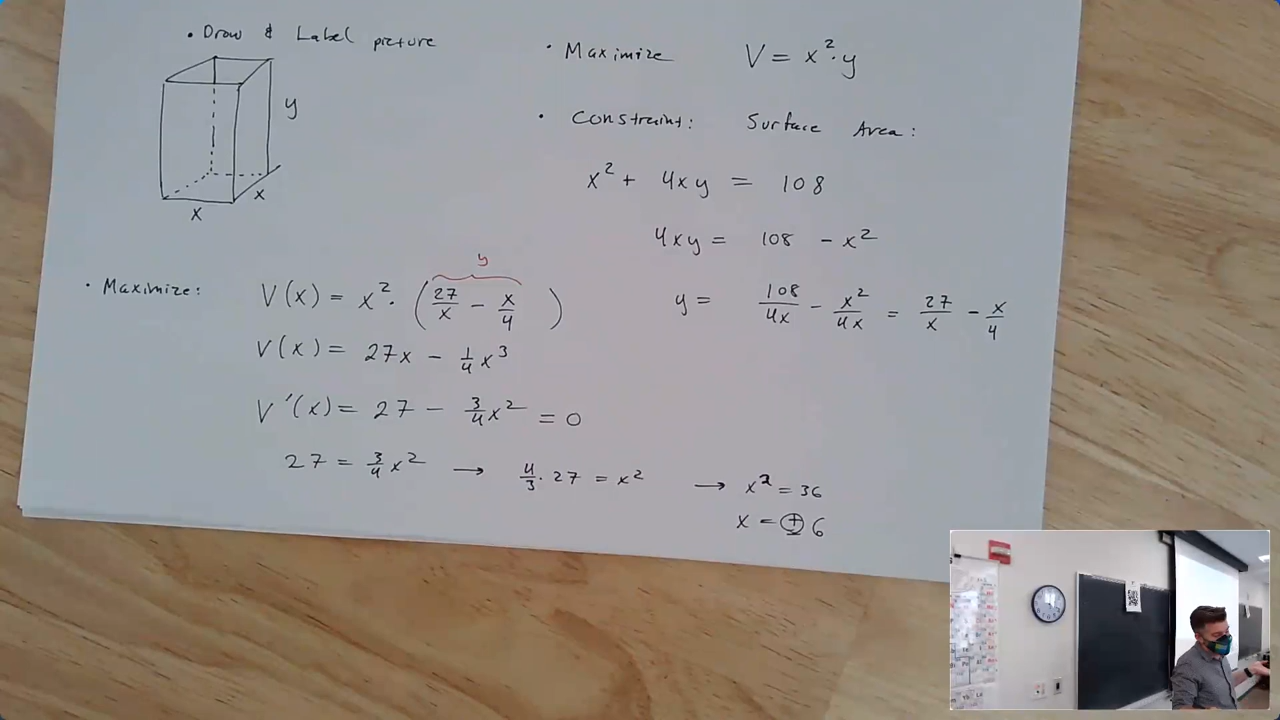 • Draw & Label picture
y
x
x
• Maximize V = x²·y
• Constraint: Surface Area:
x² + 4xy = 108
4xy = 108 - x²
y = 108/4x - x²/4x = 27/x - x/4
y
• Maximize: V(x) = x²·(27/x - x/4)
V(x) = 27x - 1/4 x³
V'(x) = 27 - 3/4 x² = 0
27 = 3/4 x² → 4/3 · 27 = x² → x² = 36
x = ± 6